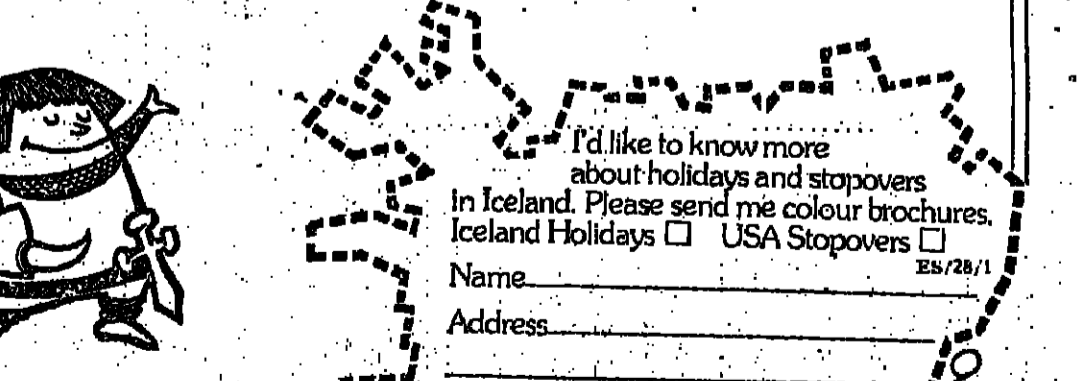 I'd like to know more
about holidays and stopovers
in Iceland. Please send me colour brochures.
Iceland Holidays □ USA Stopovers □
ES/28/1
Name
Address